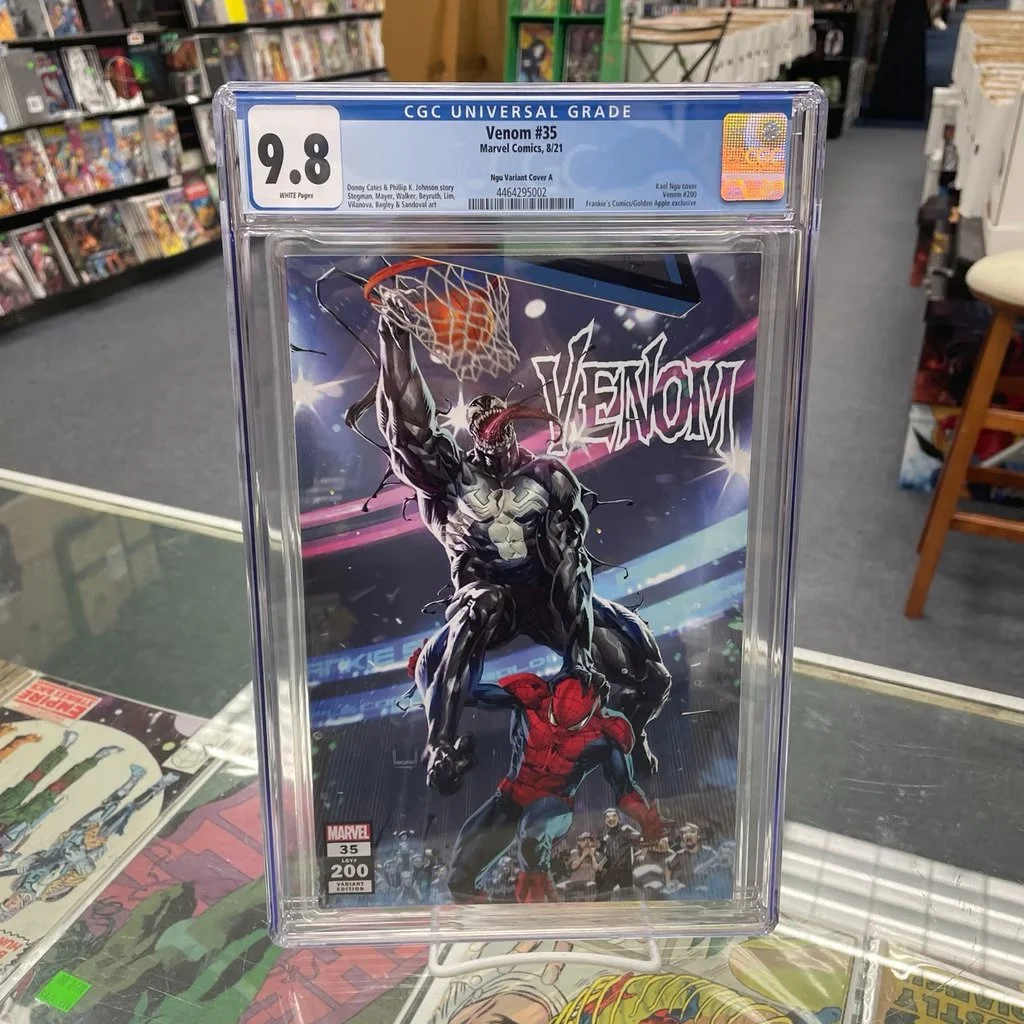 CGC UNIVERSAL GRADE
9.8
WHITE Pages
Venom #35
Marvel Comics, 8/21
Ngu Variant Cover A
4464295002
Donny Cates & Phillip K. Johnson story
Stegman, Mayer, Walker, Beyruth, Lim,
Vilanova, Bagley & Sandoval art
Kael Ngu cover
Venom #200
Frankie's Comics/Golden Apple exclusive
CGC
VENOM
MARVEL
35
LGY#
200
VARIANT
EDITION
EMPIRE